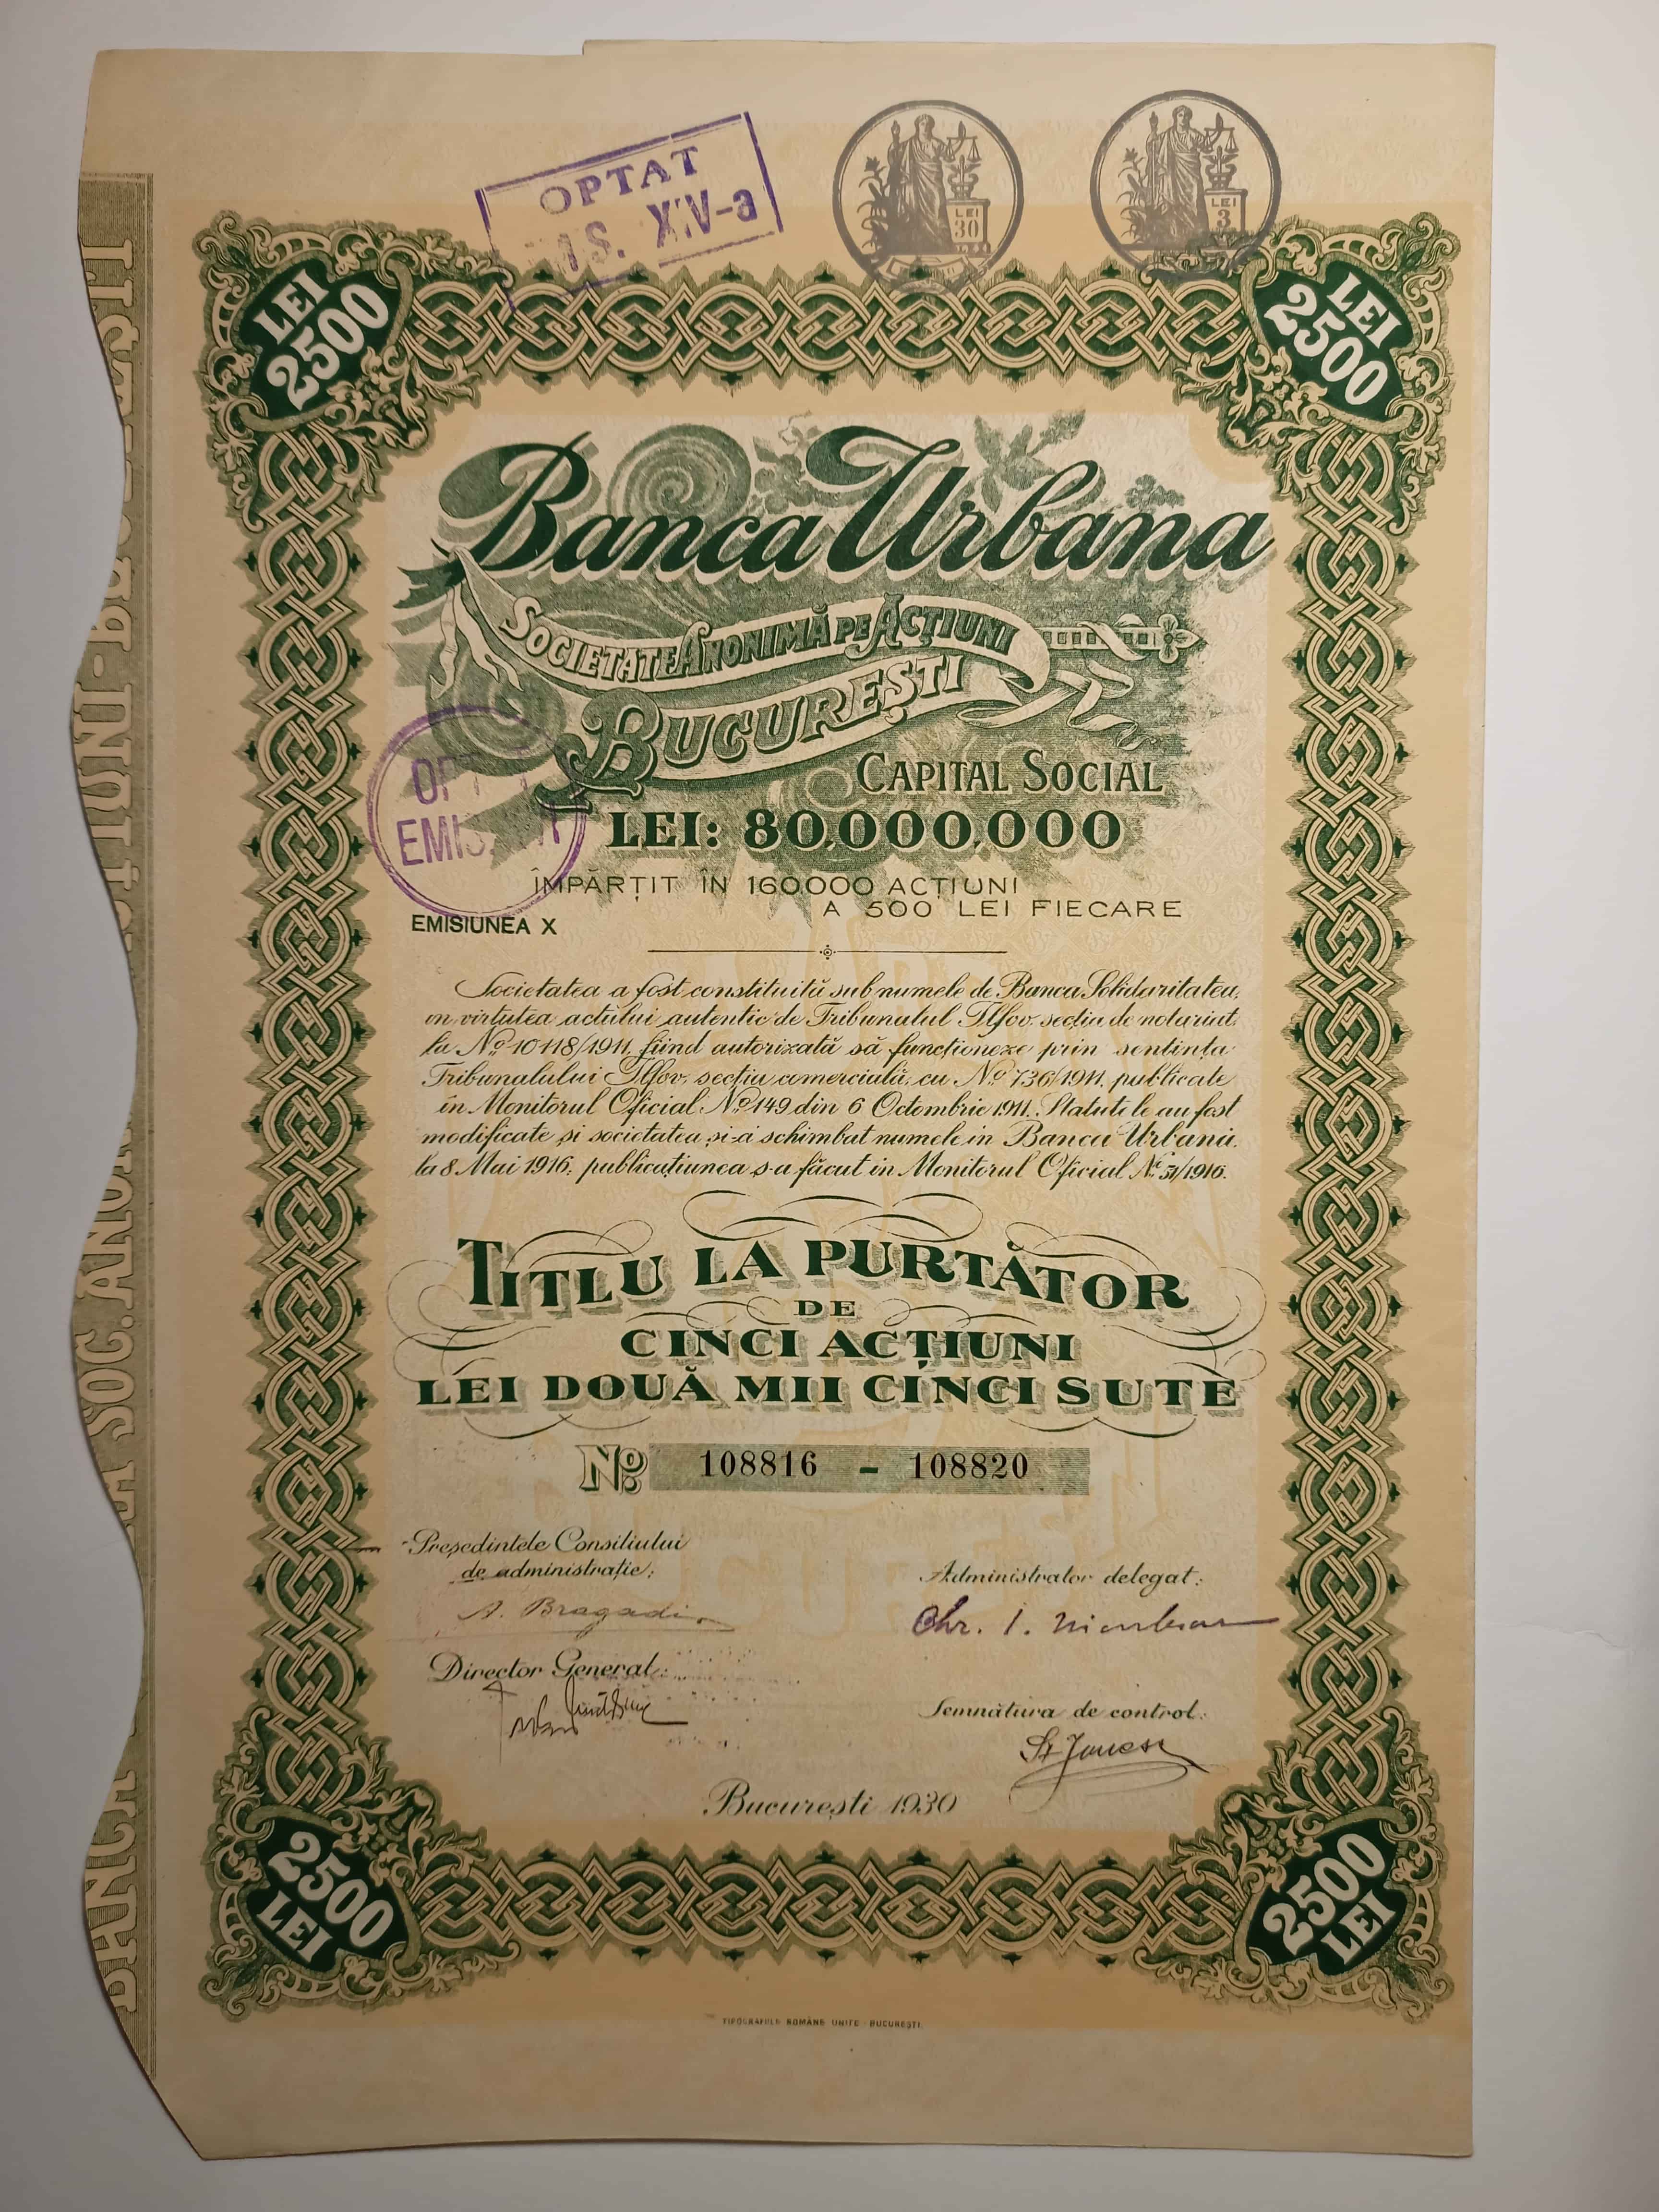 OPTAT
XIV-a
LEI
30
LEI
3
LEI
2500
LEI
2500
Banca Urbana
SOCIETATE ANONIMĂ PE ACȚIUNI
BUCUREȘTI
CAPITAL SOCIAL
LEI: 80.000.000
ÎMPĂRȚIT ÎN 160.000 ACȚIUNI
A 500 LEI FIECARE
EMISIUNEA X
Societatea a fost constituită sub numele de Banca Solidaritatea,
in virtutea actului autentic de Tribunalul Ilfov, secția de notariat,
la No 10118/1911, fiind autorizată să funcționeze prin sentința
Tribunalului Ilfov, secția comercială, cu No 736/1911, publicate
în Monitorul Oficial No 149 din 6 Octombrie 1911. Statutele au fost
modificate și societatea și-a schimbat numele in Banca Urbană,
la 8 Mai 1916; publicațiunea s-a făcut in Monitorul Oficial No 31/1916.
TITLU LA PURTĂTOR
DE
CINCI ACȚIUNI
LEI DOUĂ MII CINCI SUTE
No 108816 - 108820
Președintele Consiliului
de administrație:
A. Bragadir
Administrator delegat:
Chr. I.
Director General:
Semnătura de control:
București 1930
2500
LEI
2500
LEI
TIPOGRAFIILE ROMÂNE UNITE BUCUREȘTI